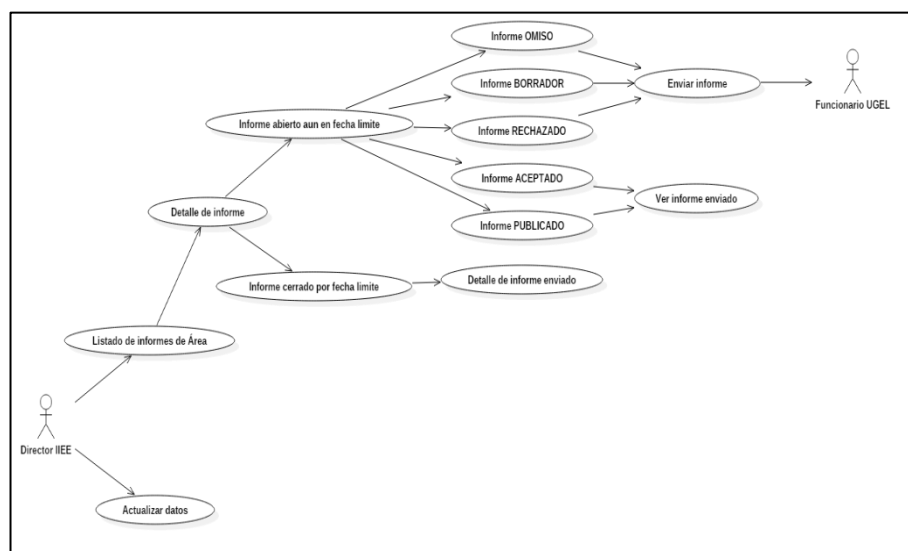 Informe OMISO
Informe BORRADOR
Enviar informe
Funcionario UGEL
Informe abierto aun en fecha limite
Informe RECHAZADO
Informe ACEPTADO
Ver informe enviado
Detalle de informe
Informe PUBLICADO
Informe cerrado por fecha limite
Detalle de informe enviado
Listado de informes de Área
Director IIEE
Actualizar datos